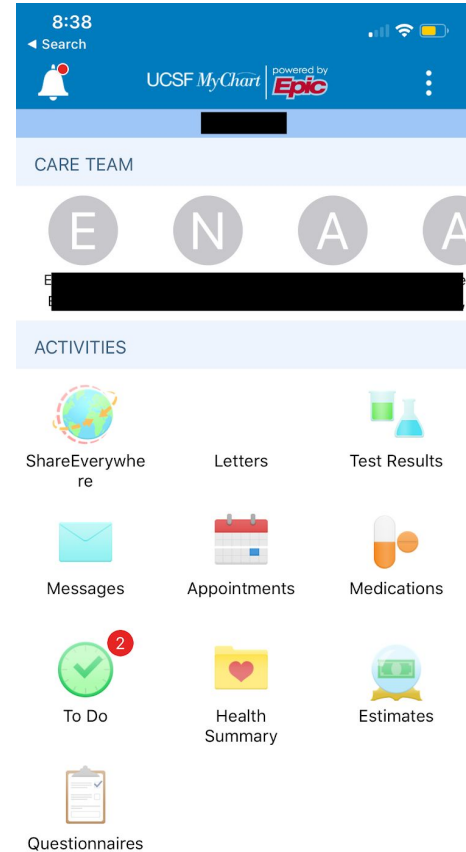 8:38
◀ Search
UCSF MyChart powered by Epic
CARE TEAM
E N A A
ACTIVITIES
ShareEverywhe
re
Letters
Test Results
Messages
Appointments
Medications
2
To Do
Health
Summary
Estimates
Questionnaires